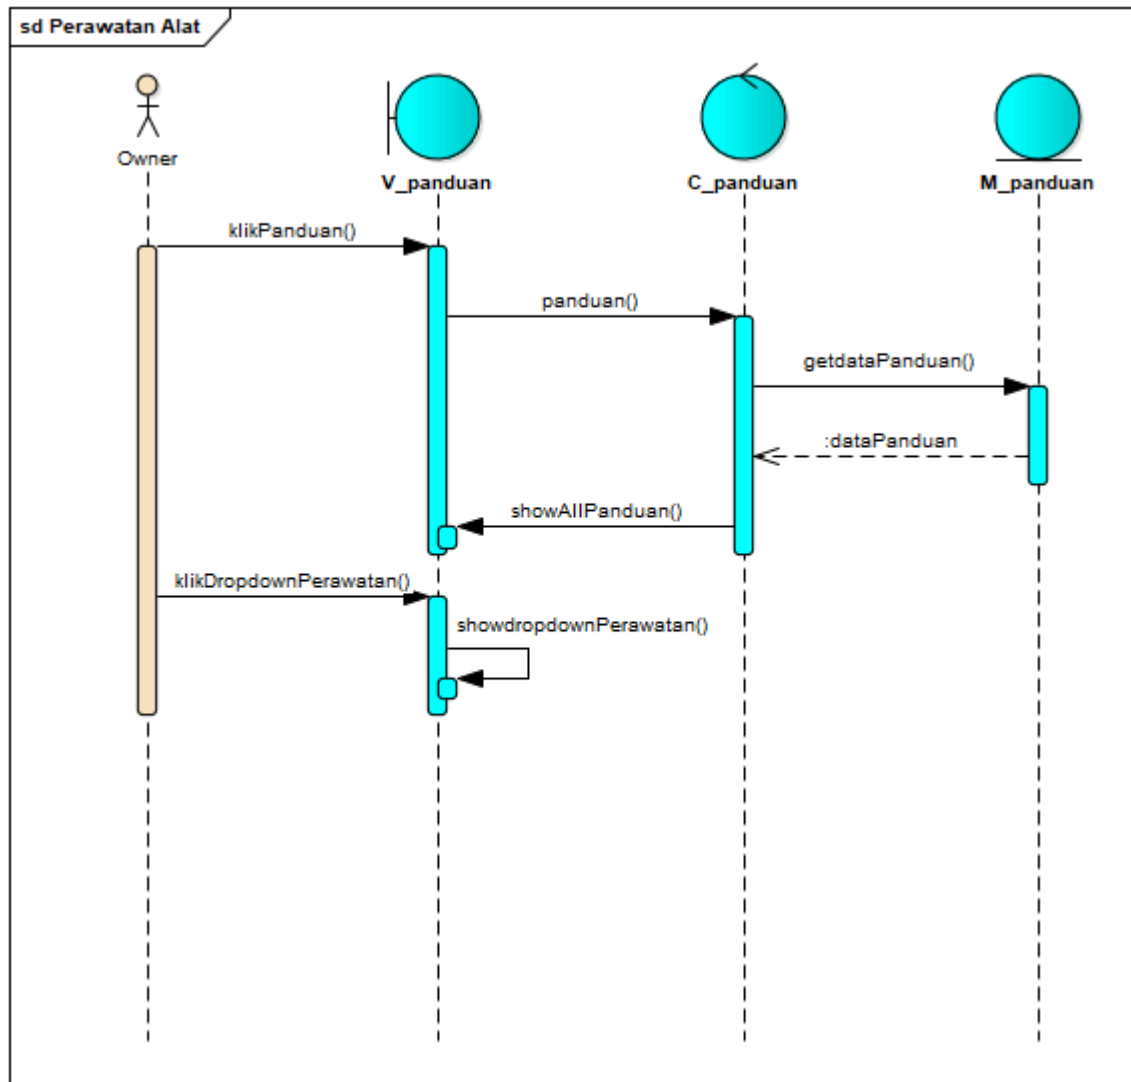 sd Perawatan Alat
Owner
V_panduan
C_panduan
M_panduan
klikPanduan()
panduan()
getdataPanduan()
:dataPanduan
showAllPanduan()
klikDropdownPerawatan()
showdropdownPerawatan()